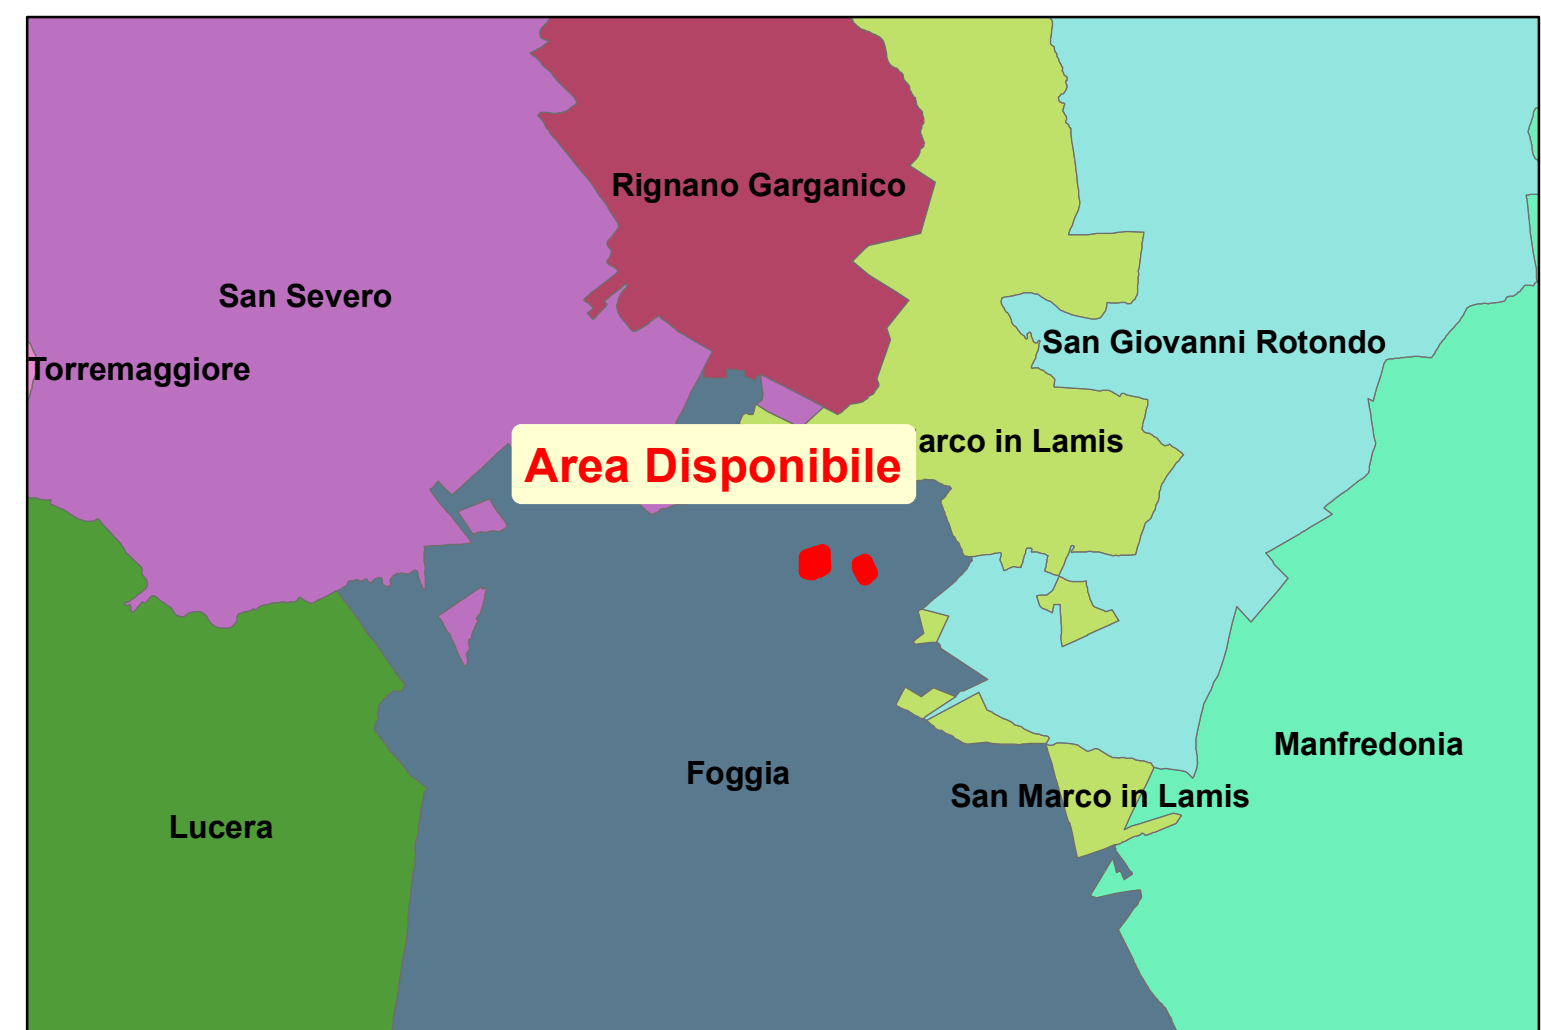 Rignano Garganico
San Severo
San Giovanni Rotondo
Torremaggiore
arco in Lamis
Area Disponibile
Manfredonia
Foggia
San Marco in Lamis
Lucera